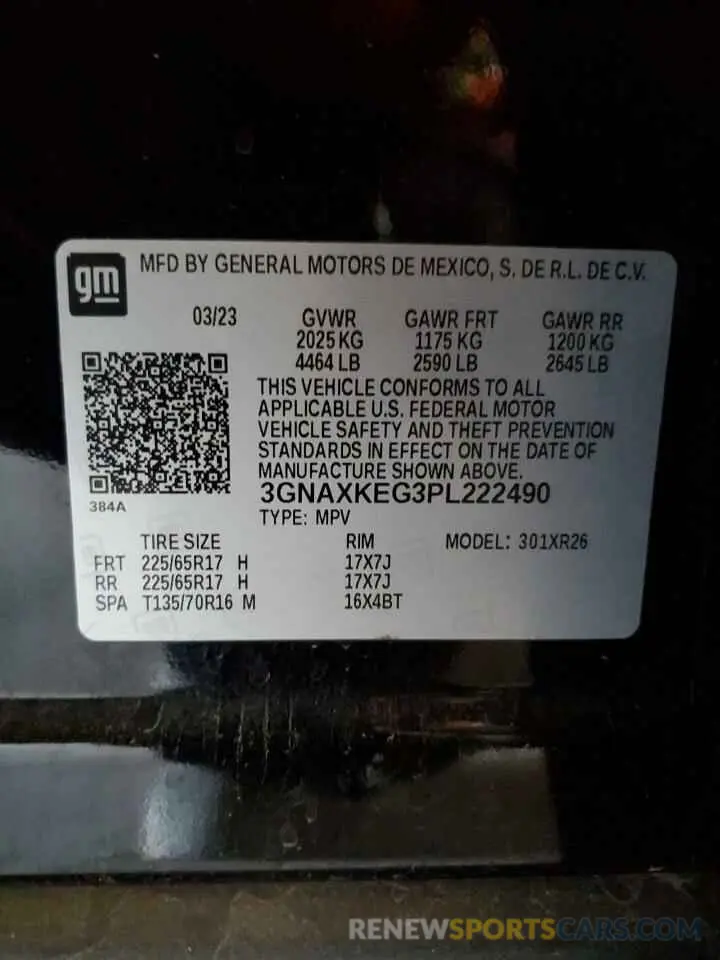 gm
MFD BY GENERAL MOTORS DE MEXICO, S. DE R.L. DE C.V.
03/23 GVWR GAWR FRT GAWR RR
2025 KG 1175 KG 1200 KG
4464 LB 2590 LB 2645 LB
THIS VEHICLE CONFORMS TO ALL
APPLICABLE U.S. FEDERAL MOTOR
VEHICLE SAFETY AND THEFT PREVENTION
STANDARDS IN EFFECT ON THE DATE OF
MANUFACTURE SHOWN ABOVE.
3GNAXKEG3PL222490
384A
TYPE: MPV
TIRE SIZE RIM MODEL: 301XR26
FRT 225/65R17 H 17X7J
RR 225/65R17 H 17X7J
SPA T135/70R16 M 16X4BT
RENEWSPORTSCARS.COM